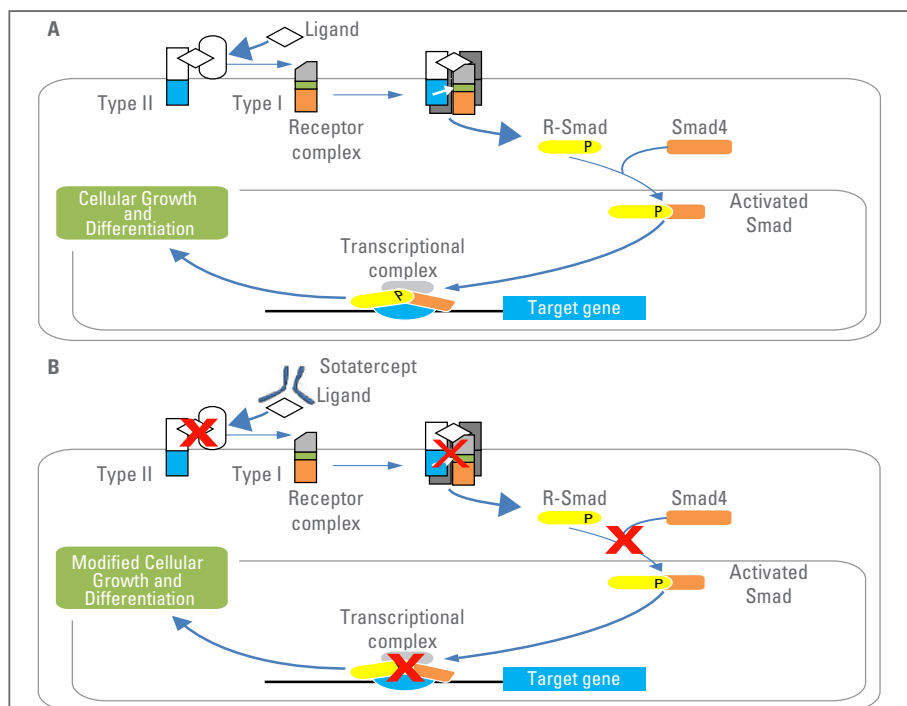 A
Ligand
Type II
Type I
Receptor
complex
R-Smad
Smad4
P
Cellular Growth
and
Differentiation
P
Activated
Smad
Transcriptional
complex
P
Target gene
B
Sotatercept
Ligand
Type II
Type I
Receptor
complex
R-Smad
Smad4
P
Modified Cellular
Growth and
Differentiation
P
Activated
Smad
Transcriptional
complex
Target gene